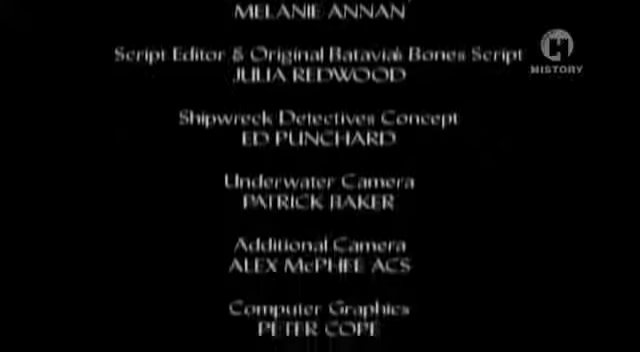 MELANIE ANNAN
Script Editor & Original Batavia Bones Script
JULIA REDWOOD
H
HISTORY
Shipwreck Detectives Concept
ED PUNCHARD
Underwater Camera
PATRICK BAKER
Additional Camera
ALEX McPHEE ACS
Computer Graphics
PETER COPE